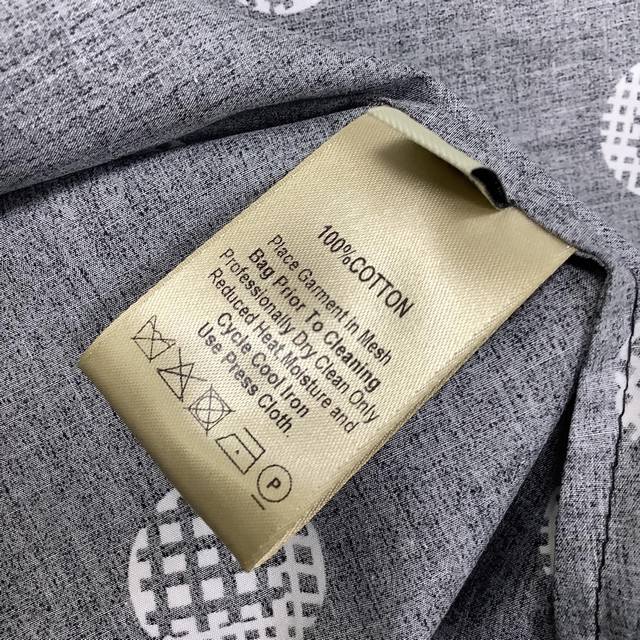 100%COTTON
Place Garment in Mesh
Bag Prior To Cleaning
Professionally Dry Clean Only
Reduced Heat Moisture and
Cycle Cool Iron
Use Press Cloth.
P